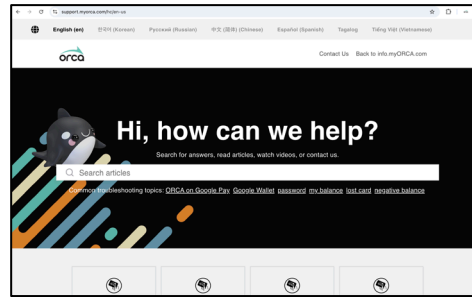 support.myorca.com/hc/en-us
English (en) 한국어 (Korean) Русский (Russian) 中文 (简体) (Chinese) Español (Spanish) Tagalog Tiếng Việt (Vietnamese)
orca
Contact Us Back to info.myORCA.com
Hi, how can we help?
Search for answers, read articles, watch videos, or contact us.
Search articles
Common troubleshooting topics: ORCA on Google Pay Google Wallet password my balance lost card negative balance